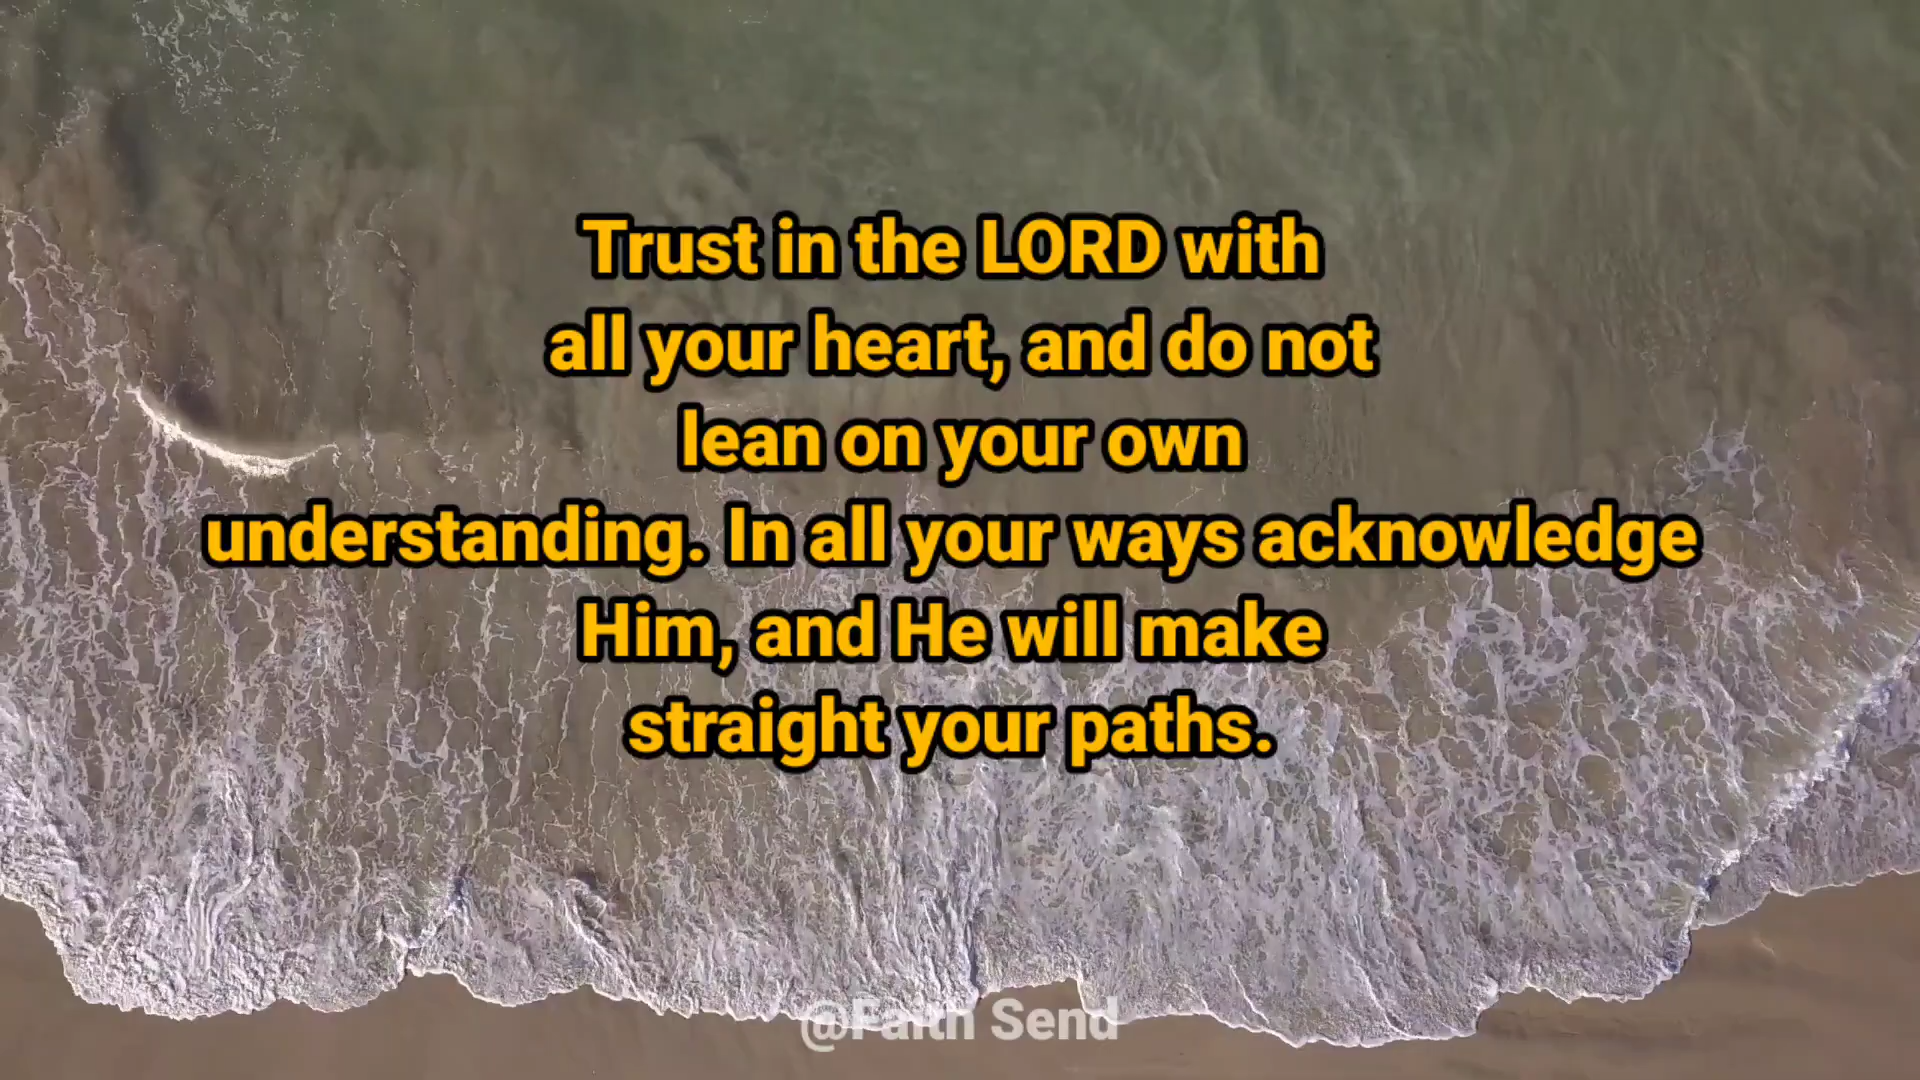 Trust in the LORD with
all your heart, and do not
lean on your own
understanding. In all your ways acknowledge
Him, and He will make
straight your paths.
@Faith Send